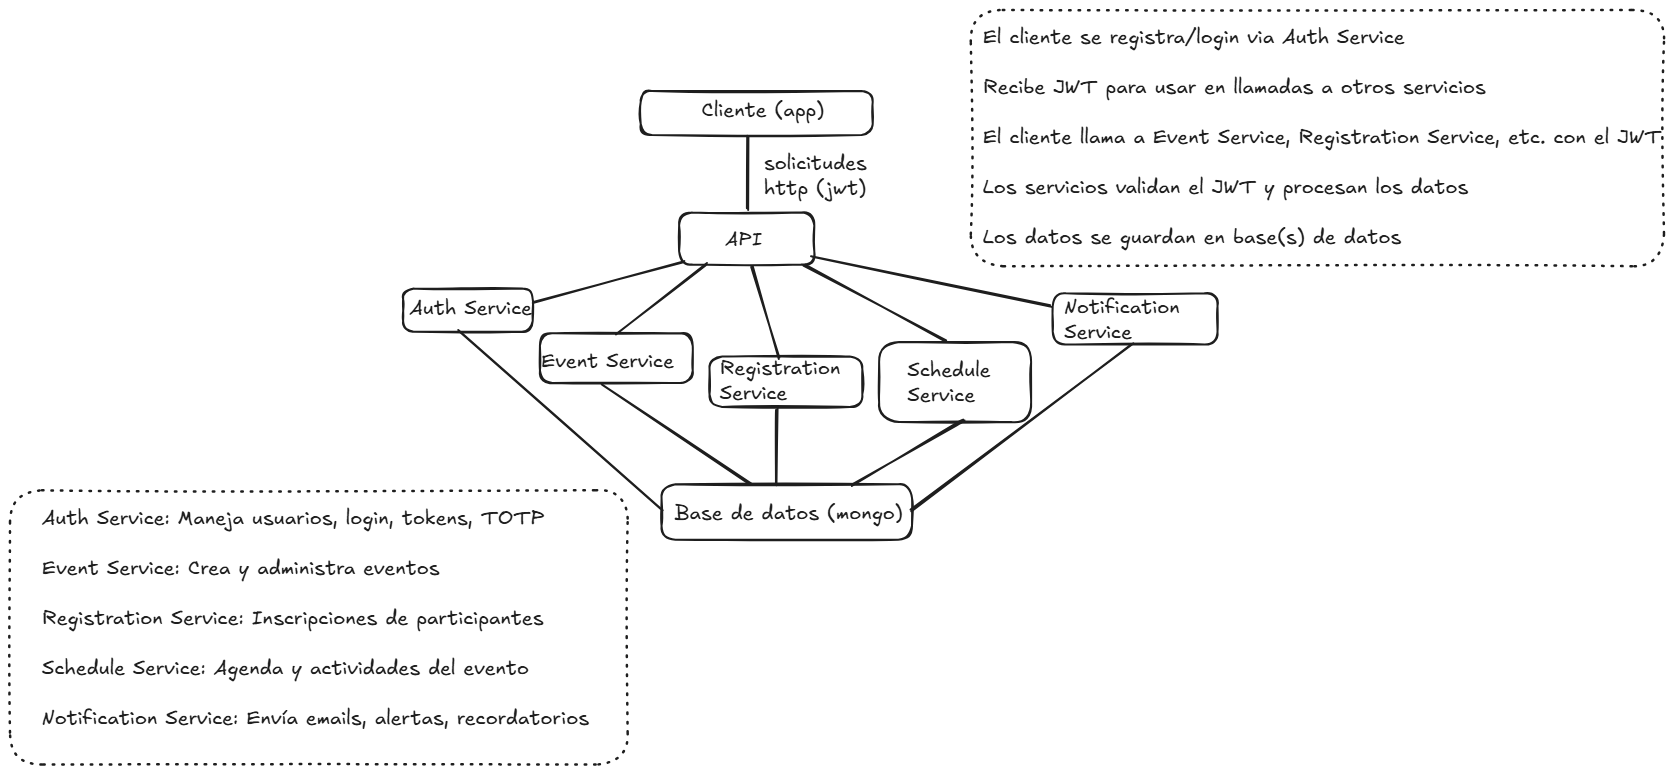 El cliente se registra/login via Auth Service
Recibe JWT para usar en llamadas a otros servicios
El cliente llama a Event Service, Registration Service, etc. con el JWT
Los servicios validan el JWT y procesan los datos
Los datos se guardan en base(s) de datos
Cliente (app)
solicitudes
http (jwt)
API
Auth Service
Event Service
Registration
Service
Schedule
Service
Notification
Service
Base de datos (mongo)
Auth Service: Maneja usuarios, login, tokens, TOTP
Event Service: Crea y administra eventos
Registration Service: Inscripciones de participantes
Schedule Service: Agenda y actividades del evento
Notification Service: Envía emails, alertas, recordatorios